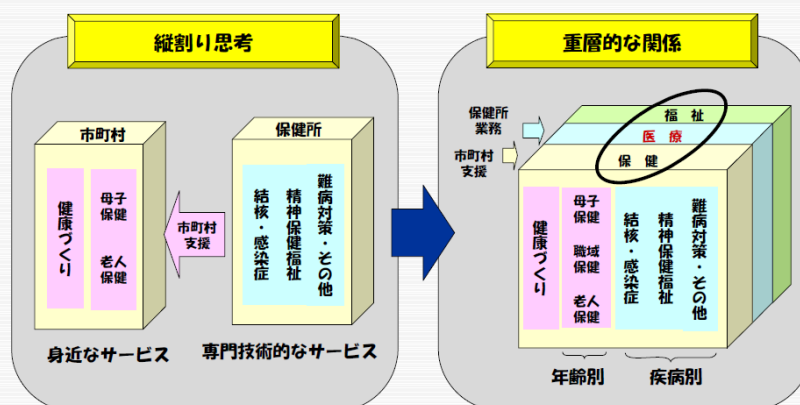 縦割り思考
市町村
健康づくり
母子
保健
老人
保健
身近なサービス
市町村
支援
保健所
結核・感染症
精神保健福祉
難病対策・その他
専門技術的なサービス
重層的な関係
保健所
業務
市町村
支援
福 祉
医 療
保 健
健康づくり
母子
保健
職域
保健
老人
保健
結核・感染症
精神保健福祉
難病対策・その他
年齢別
疾病別